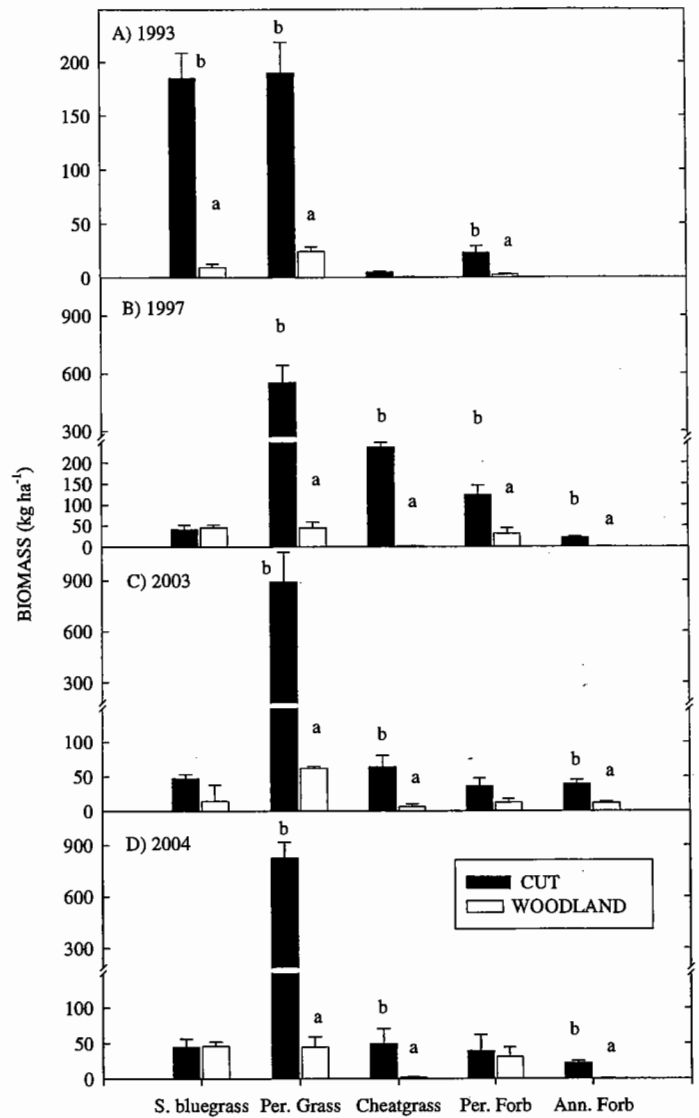 A) 1993
b
b
200
150
a
100
a
50
b
a
0
B) 1997
900
b
600
b
b
300
200
a
a
150
b
100
a
a
50
0
C) 2003
900
b
600
300
a
b
100
b
a
a
50
0
D) 2004
b
900
600
CUT
WOODLAND
300
100
a
b
b
a
a
50
0
BIOMASS (kg ha-1)
S. bluegrass Per. Grass Cheatgrass Per. Forb Ann. Forb